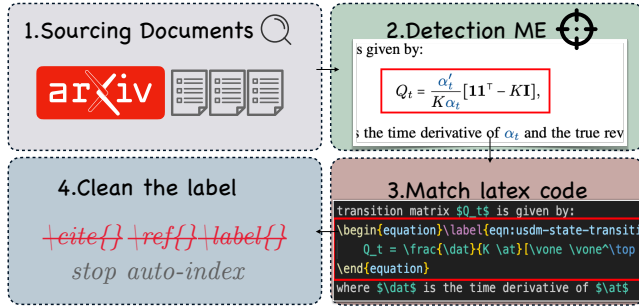 1.Sourcing Documents
arXiv
2.Detection ME
s given by:
Q_t = \frac{α′_t}{Kα_t}[11^⊤ − KI],
s the time derivative of α_t and the true rev
3.Match latex code
transition matrix $Q_t$ is given by:
\begin{equation}\label{eqn:usdm-state-transiti
Q_t = \frac{\dat}{K \at}[\vone \vone^\top
\end{equation}
where $\dat$ is the time derivative of $\at$
4.Clean the label
\cite{} \ref{} \label{}
stop auto-index